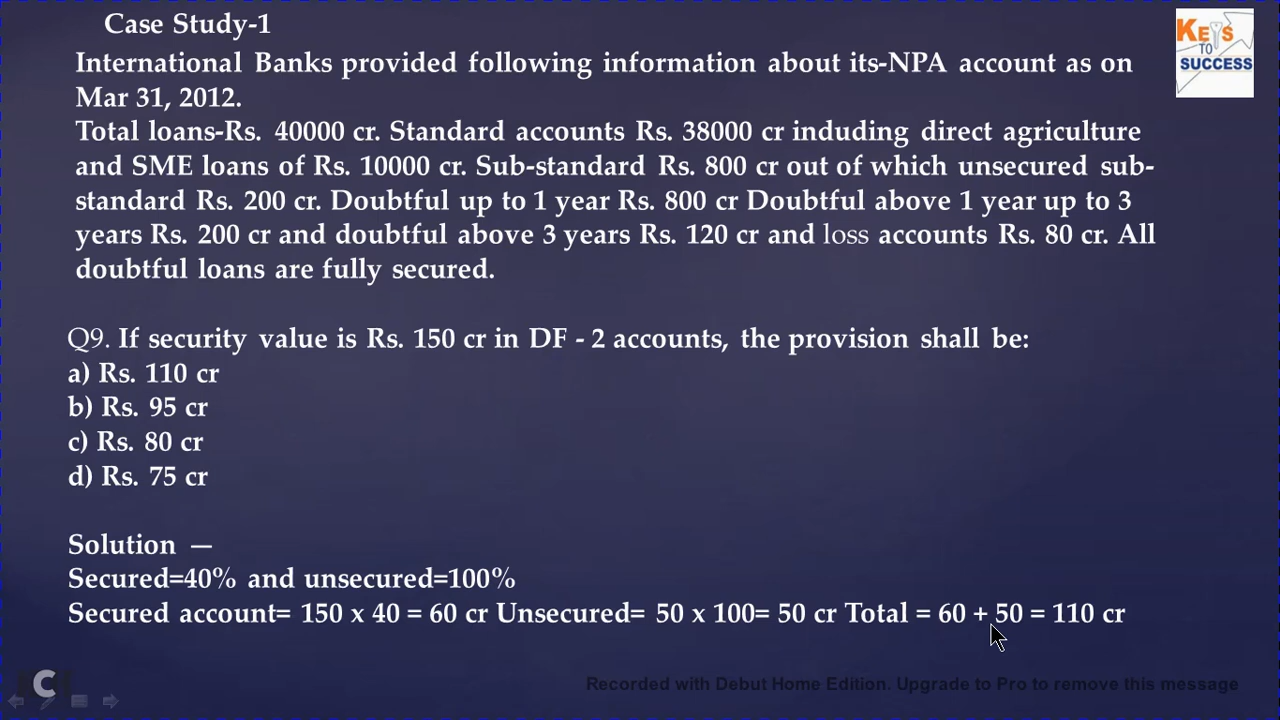 Case Study-1
KEYS
TO
SUCCESS
International Banks provided following information about its-NPA account as on
Mar 31, 2012.
Total loans-Rs. 40000 cr. Standard accounts Rs. 38000 cr induding direct agriculture
and SME loans of Rs. 10000 cr. Sub-standard Rs. 800 cr out of which unsecured sub-
standard Rs. 200 cr. Doubtful up to 1 year Rs. 800 cr Doubtful above 1 year up to 3
years Rs. 200 cr and doubtful above 3 years Rs. 120 cr and loss accounts Rs. 80 cr. All
doubtful loans are fully secured.
Q9. If security value is Rs. 150 cr in DF - 2 accounts, the provision shall be:
a) Rs. 110 cr
b) Rs. 95 cr
c) Rs. 80 cr
d) Rs. 75 cr
Solution —
Secured=40% and unsecured=100%
Secured account= 150 x 40 = 60 cr Unsecured= 50 x 100= 50 cr Total = 60 + 50 = 110 cr
C
Recorded with Debut Home Edition. Upgrade to Pro to remove this message